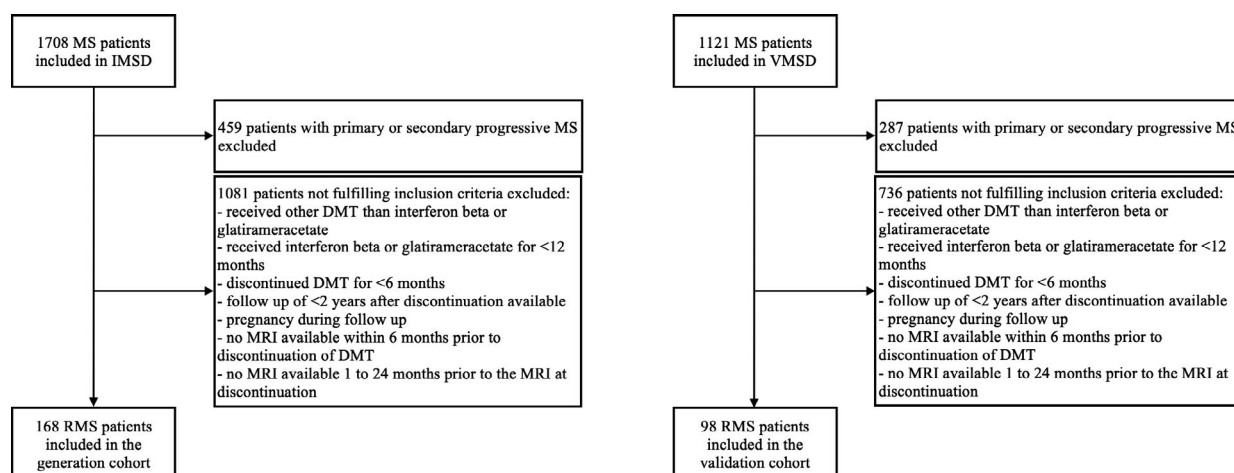 1708 MS patients
included in IMSD
459 patients with primary or secondary progressive MS
excluded
1081 patients not fulfilling inclusion criteria excluded:
- received other DMT than interferon beta or
glatirameracetate
- received interferon beta or glatirameracetate for <12
months
- discontinued DMT for <6 months
- follow up of <2 years after discontinuation available
- pregnancy during follow up
- no MRI available within 6 months prior to
discontinuation of DMT
- no MRI available 1 to 24 months prior to the MRI at
discontinuation
168 RMS patients
included in the
generation cohort
1121 MS patients
included in VMSD
287 patients with primary or secondary progressive MS
excluded
736 patients not fulfilling inclusion criteria excluded:
- received other DMT than interferon beta or
glatirameracetate
- received interferon beta or glatirameracetate for <12
months
- discontinued DMT for <6 months
- follow up of <2 years after discontinuation available
- pregnancy during follow up
- no MRI available within 6 months prior to
discontinuation of DMT
- no MRI available 1 to 24 months prior to the MRI at
discontinuation
98 RMS patients
included in the
validation cohort